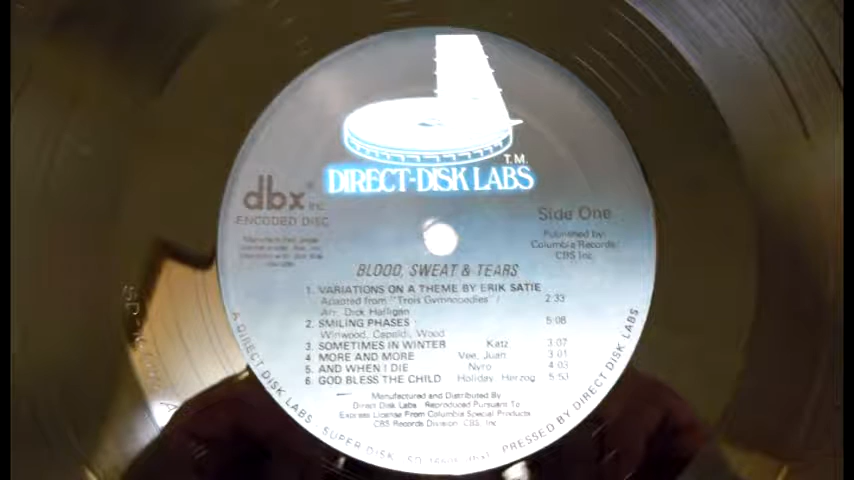 T.M.
DIRECT-DISK LABS
dbx® Inc.
ENCODED DISC
Side One
Published by:
Columbia Records/
CBS Inc.
BLOOD, SWEAT & TEARS
1. VARIATIONS ON A THEME BY ERIK SATIE
Adapted from "Trois Gymnopedies" / 2:33
Arr. Dick Halligan
2. SMILING PHASES 5:08
Winwood, Capaldi, Wood
3. SOMETIMES IN WINTER Katz 3:07
4. MORE AND MORE Vee, Juan 3:01
5. AND WHEN I DIE Nyro 4:03
6. GOD BLESS THE CHILD Holiday Herzog 5:53
Manufactured and Distributed By
Direct Disk Labs. Reproduced Pursuant To
Express License From Columbia Special Products
CBS Records Division CBS, Inc
A DIRECT DISK LABS SUPER DISK
PRESSED BY DIRECT DISK LABS